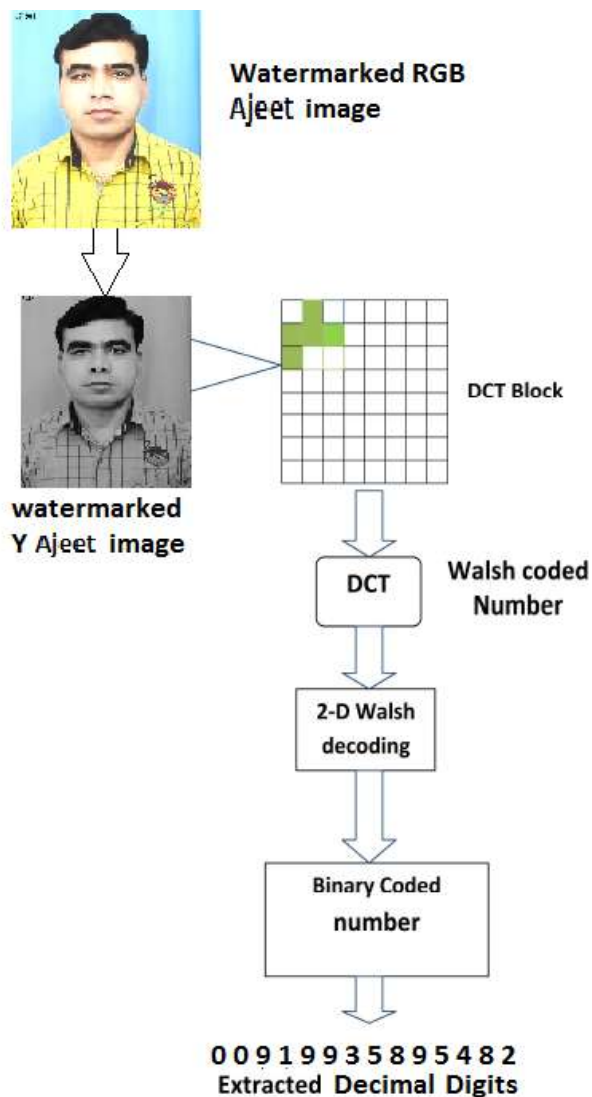 Watermarked RGB
Ajeet image
DCT Block
watermarked
Y Ajeet image
DCT
Walsh coded
Number
2-D Walsh
decoding
Binary Coded
number
0 0 9 1 9 9 3 5 8 9 5 4 8 2
Extracted Decimal Digits